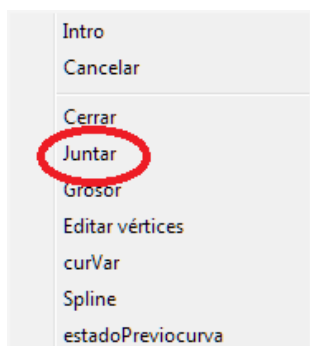 Intro
Cancelar
Cerrar
Juntar
Grosor
Editar vértices
curVar
Spline
estadoPreviocurva